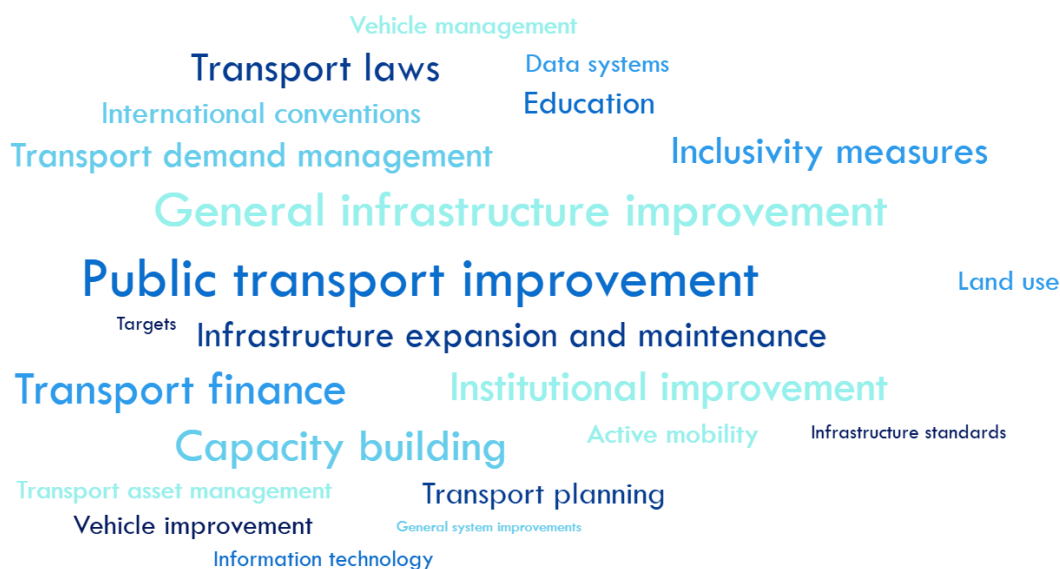 Vehicle management
Transport laws
Data systems
International conventions
Education
Transport demand management
Inclusivity measures
General infrastructure improvement
Public transport improvement
Land use
Targets
Infrastructure expansion and maintenance
Transport finance
Institutional improvement
Capacity building
Active mobility
Infrastructure standards
Transport asset management
Transport planning
Vehicle improvement
General system improvements
Information technology